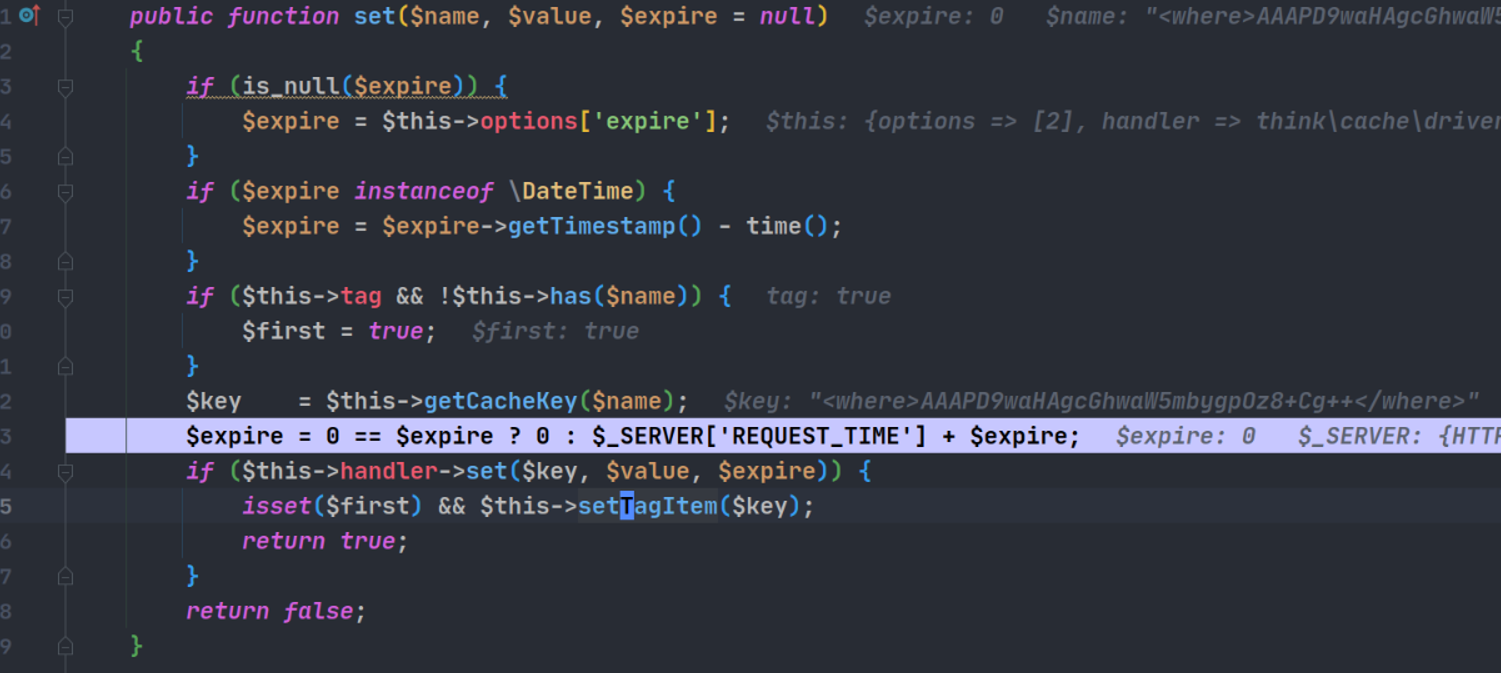 1 public function set($name, $value, $expire = null) $expire: 0 $name: "<where>AAAPD9waHAgcGhwaW5
2 {
3 if (is_null($expire)) {
4 $expire = $this->options['expire']; $this: {options => [2], handler => think\cache\driver
5 }
6 if ($expire instanceof \DateTime) {
7 $expire = $expire->getTimestamp() - time();
8 }
9 if ($this->tag && !$this->has($name)) { tag: true
0 $first = true; $first: true
1 }
2 $key = $this->getCacheKey($name); $key: "<where>AAAPD9waHAgcGhwaW5mbygpOz8+Cg++</where>"
3 $expire = 0 == $expire ? 0 : $_SERVER['REQUEST_TIME'] + $expire; $expire: 0 $_SERVER: {HTTP
4 if ($this->handler->set($key, $value, $expire)) {
5 isset($first) && $this->setTagItem($key);
6 return true;
7 }
8 return false;
9 }